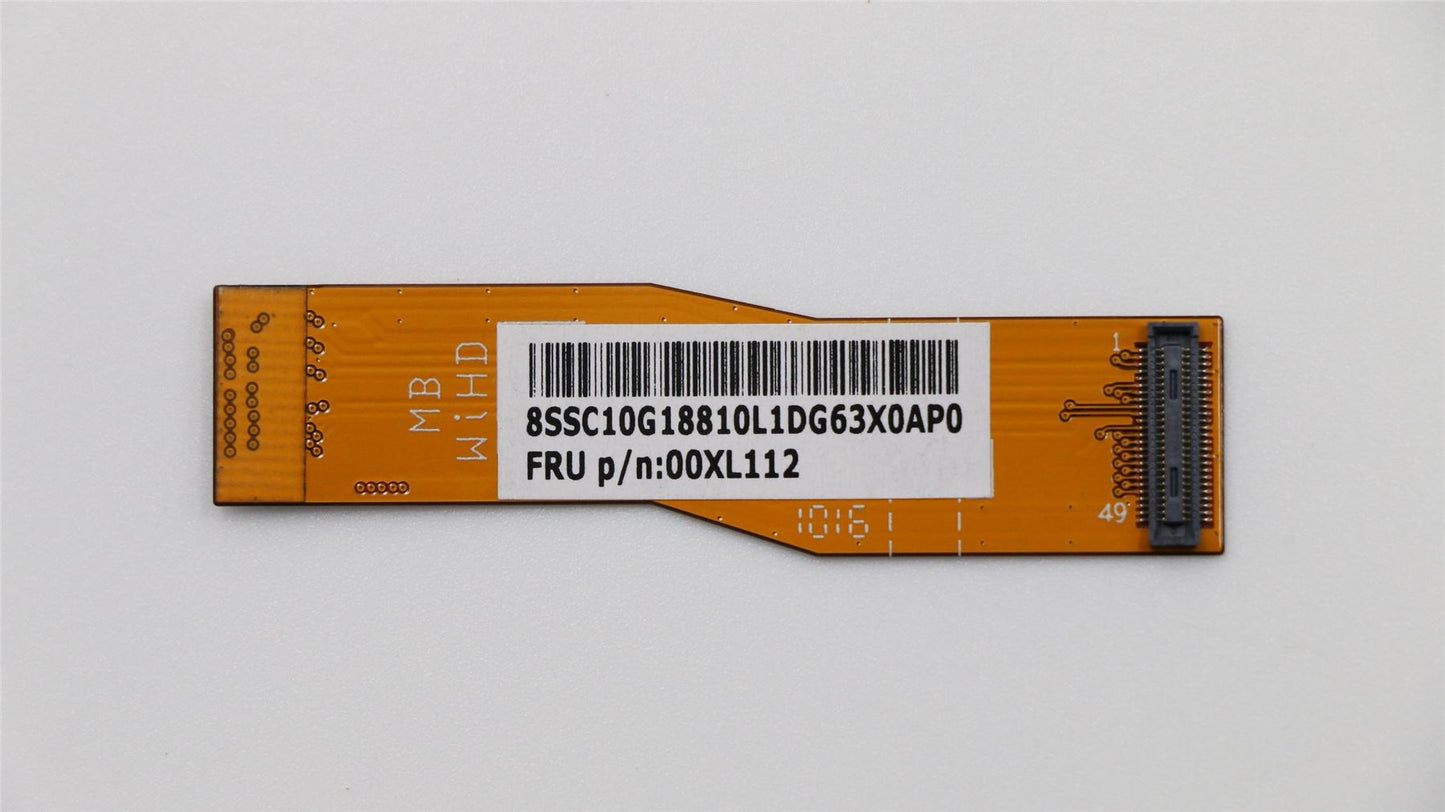 MB
WiHD
8SSC10G18810L1DG63X0AP0
FRU p/n:00XL112
1016
1
49